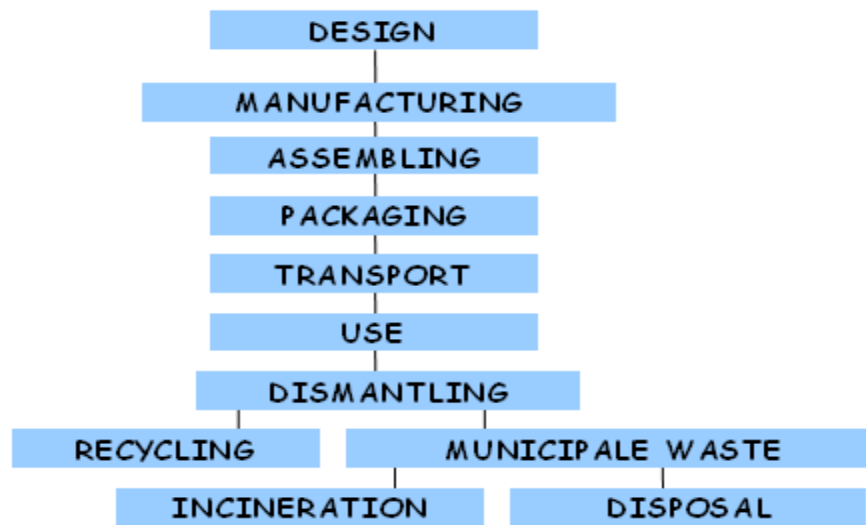 DESIGN
MANUFACTURING
ASSEMBLING
PACKAGING
TRANSPORT
USE
DISMANTLING
RECYCLING
MUNICIPALE WASTE
INCINERATION
DISPOSAL